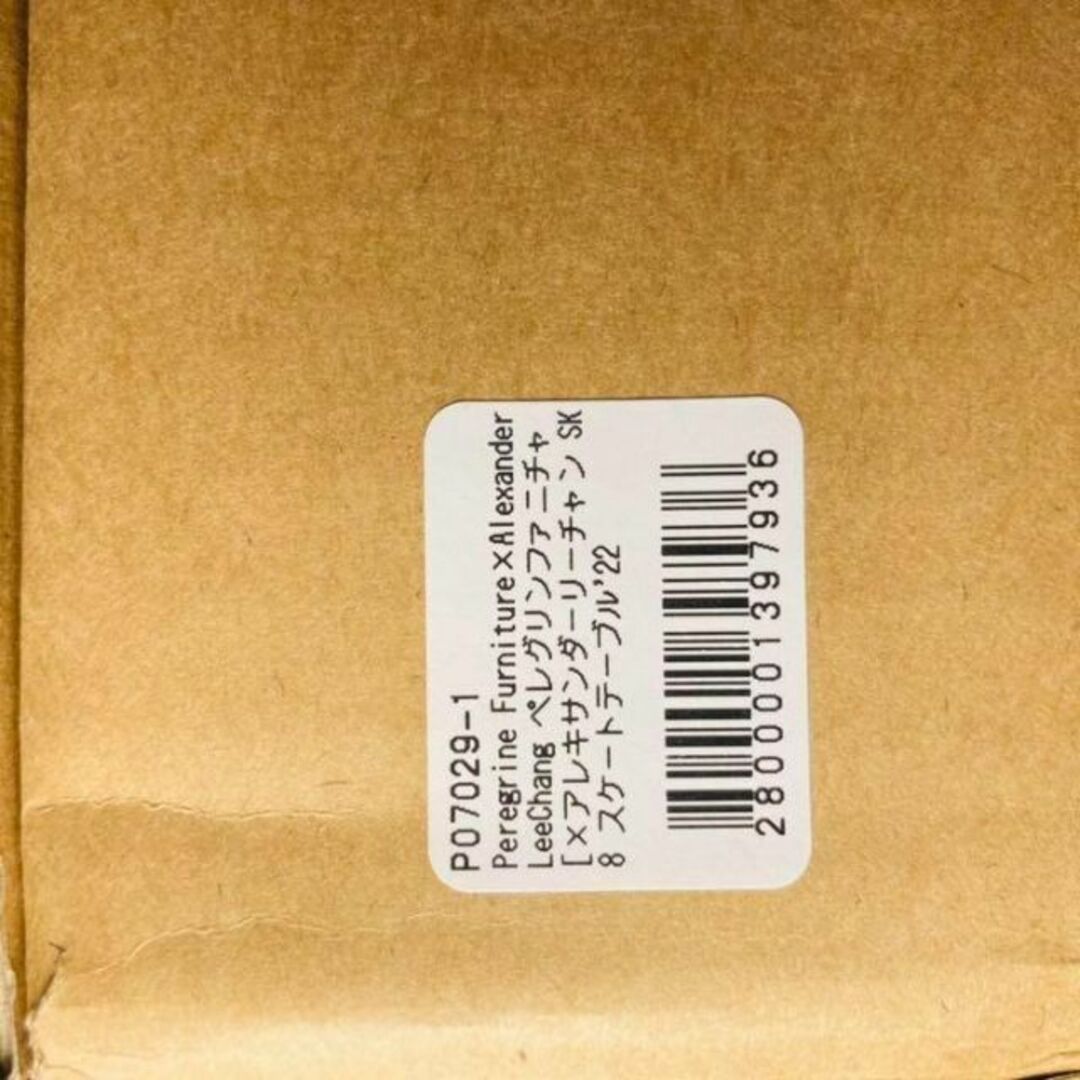 P07029-1
Peregrine Furniture×Alexander
LeeChang ペレグリンファニチャ
[×アレキサンダーリーチャン SK
8 スケートテーブル'22
2800001397936